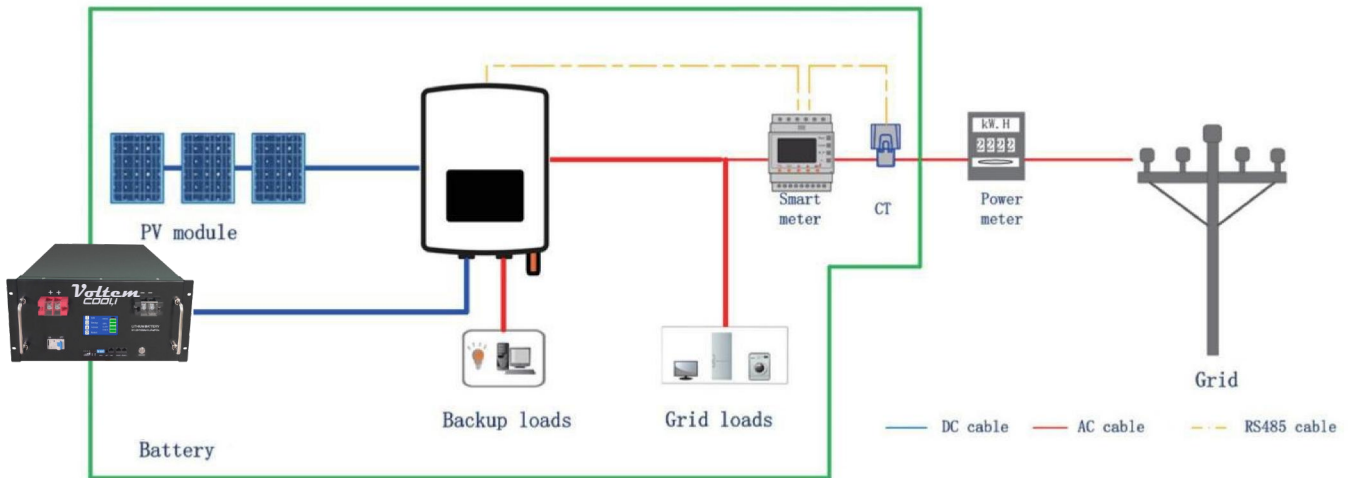 kW.H
Smart
meter
CT
Power
meter
PV module
++
--
Voltem
COOLI
Backup loads
Grid loads
Grid
Battery
DC cable
AC cable
RS485 cable